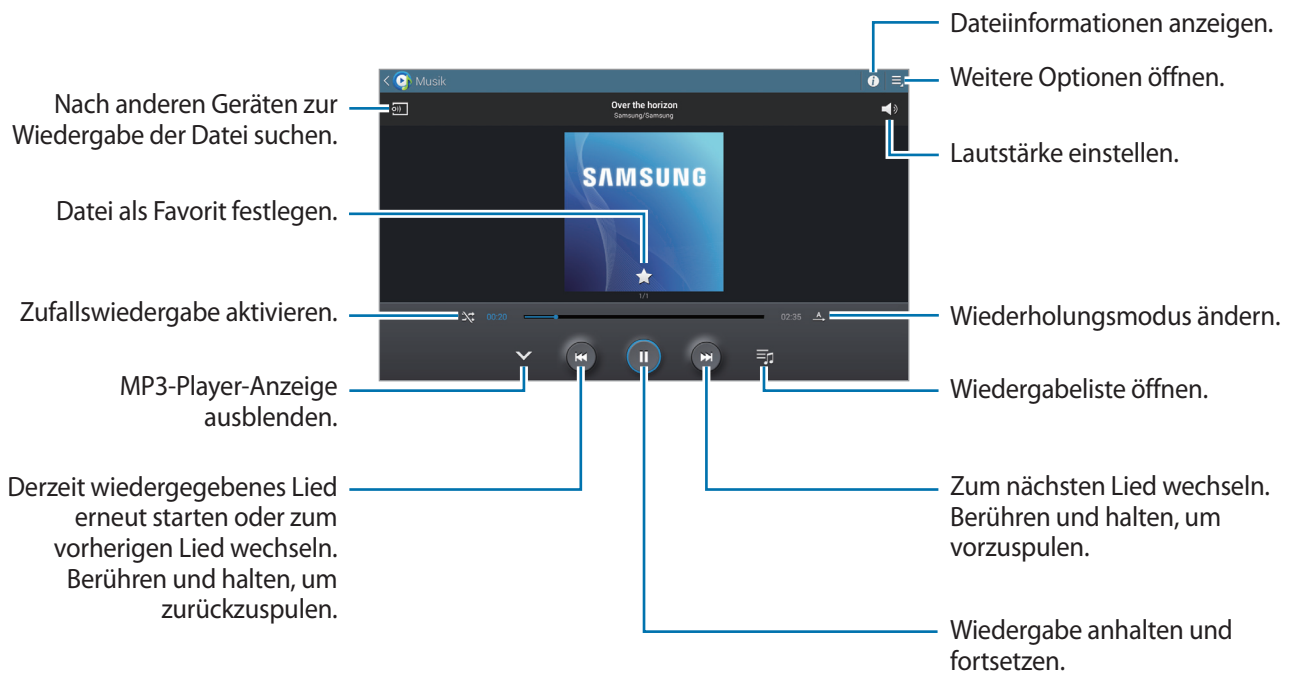 Dateiinformationen anzeigen.
Weitere Optionen öffnen.
Lautstärke einstellen.
Nach anderen Geräten zur
Wiedergabe der Datei suchen.
Datei als Favorit festlegen.
Zufallswiedergabe aktivieren.
MP3-Player-Anzeige
ausblenden.
Derzeit wiedergegebenes Lied
erneut starten oder zum
vorherigen Lied wechseln.
Berühren und halten, um
zurückzuspulen.
Musik
Over the horizon
Samsung/Samsung
SAMSUNG
1/1
00:20
02:35
A
Wiederholungsmodus ändern.
Wiedergabeliste öffnen.
Zum nächsten Lied wechseln.
Berühren und halten, um
vorzuspulen.
Wiedergabe anhalten und
fortsetzen.